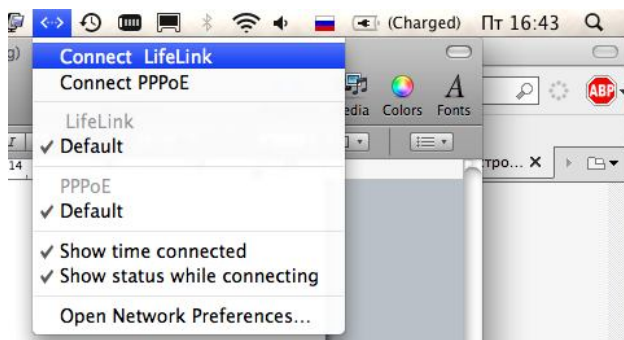 (Charged) Пт 16:43
g)
Connect LifeLink
Connect PPPoE
LifeLink
✓ Default
PPPoE
✓ Default
✓ Show time connected
✓ Show status while connecting
Open Network Preferences...
edia Colors Fonts
ABP
14
тро...